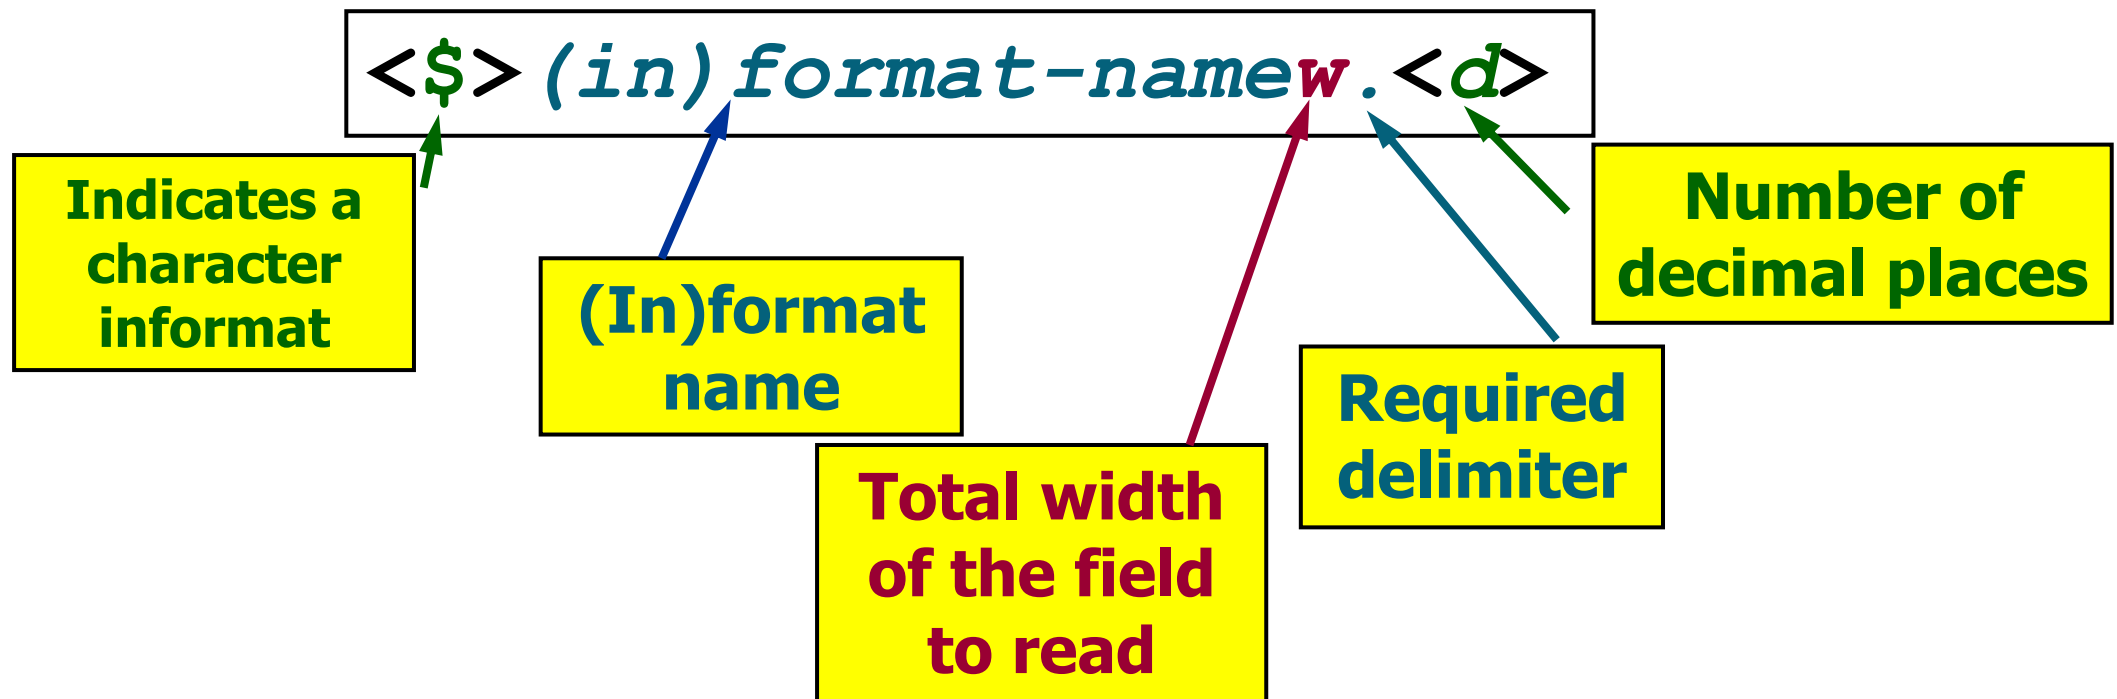 <$>(in)format-namew.<d>
Indicates a
character
informat
(In)format
name
Total width
of the field
to read
Required
delimiter
Number of
decimal places